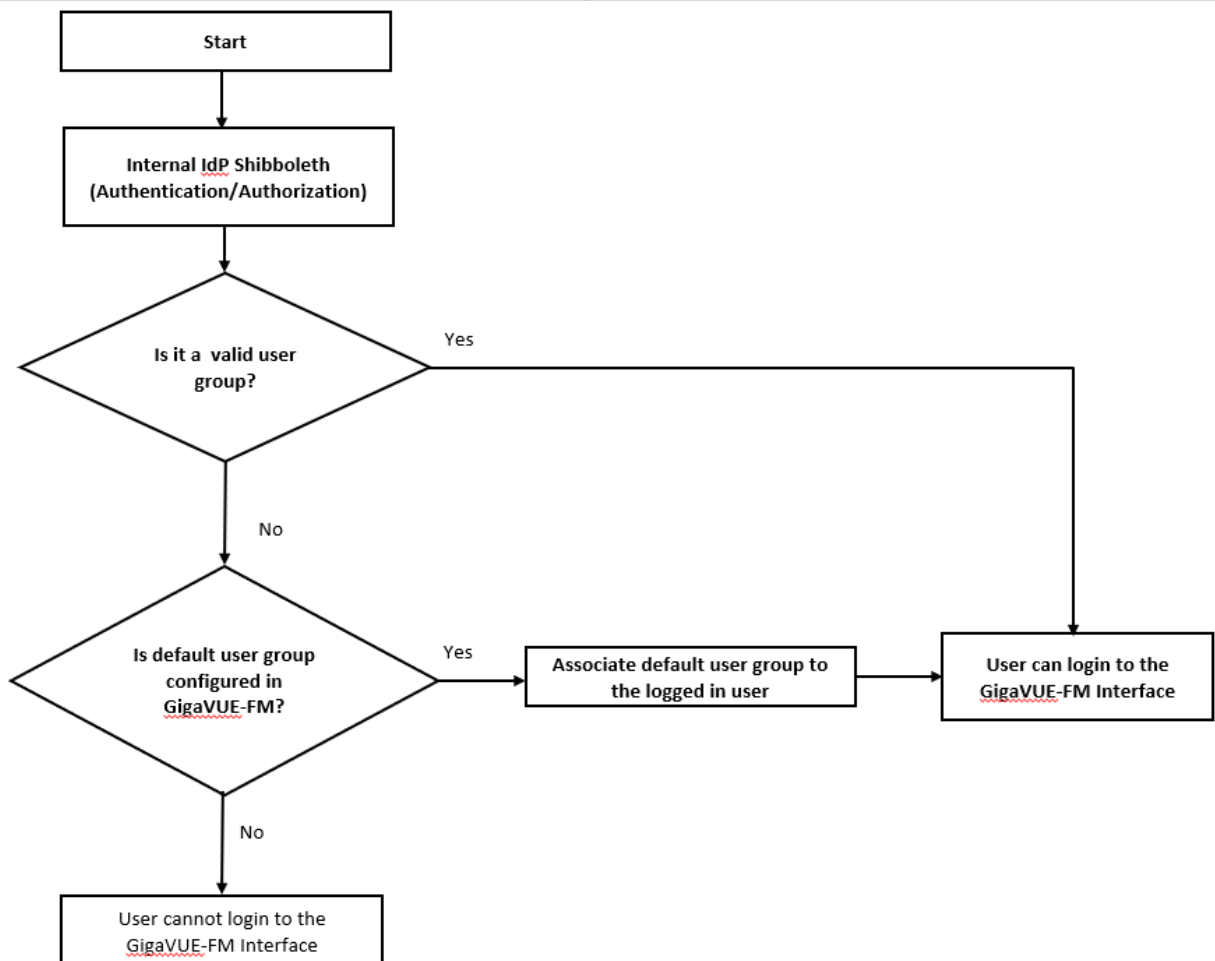 Start
Internal IdP Shibboleth
(Authentication/Authorization)
Is it a valid user
group?
Yes
No
Is default user group
configured in
GigaVUE-FM?
Yes
Associate default user group to
the logged in user
User can login to the
GigaVUE-FM Interface
No
User cannot login to the
GigaVUE-FM Interface